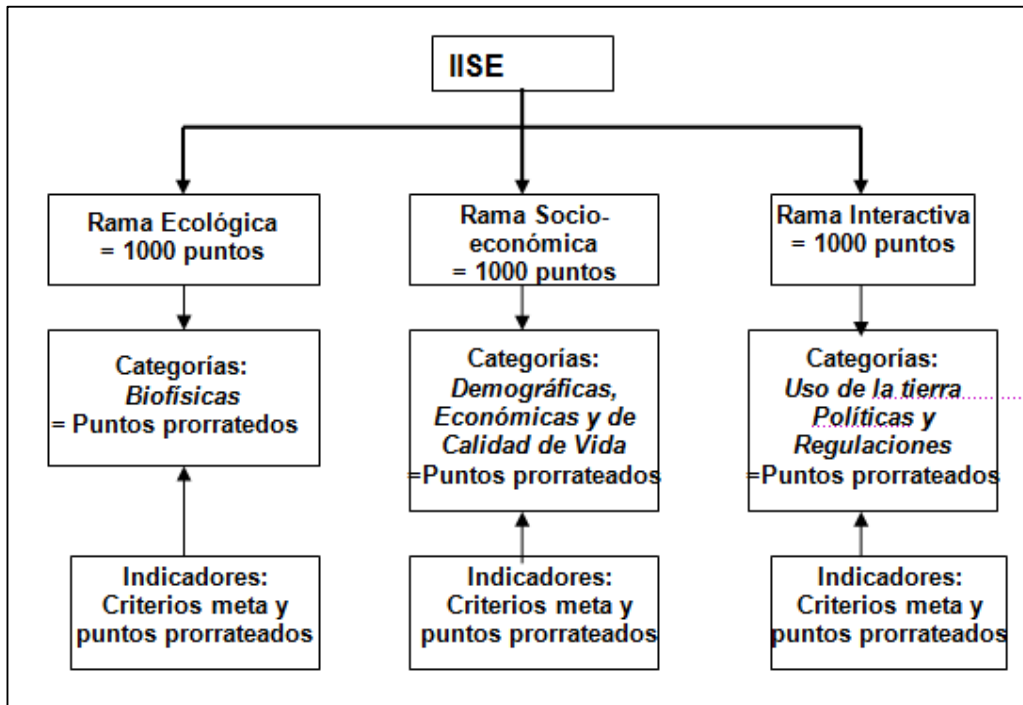 IISE
Rama Ecológica
= 1000 puntos
Rama Socio-
económica
= 1000 puntos
Rama Interactiva
= 1000 puntos
Categorías:
Biofísicas
= Puntos prorratedos
Categorías:
Demográficas,
Económicas y de
Calidad de Vida
=Puntos prorrateados
Categorías:
Uso de la tierra
Políticas y
Regulaciones
=Puntos prorrateados
Indicadores:
Criterios meta y
puntos prorrateados
Indicadores:
Criterios meta y
puntos prorrateados
Indicadores:
Criterios meta y
puntos prorrateados